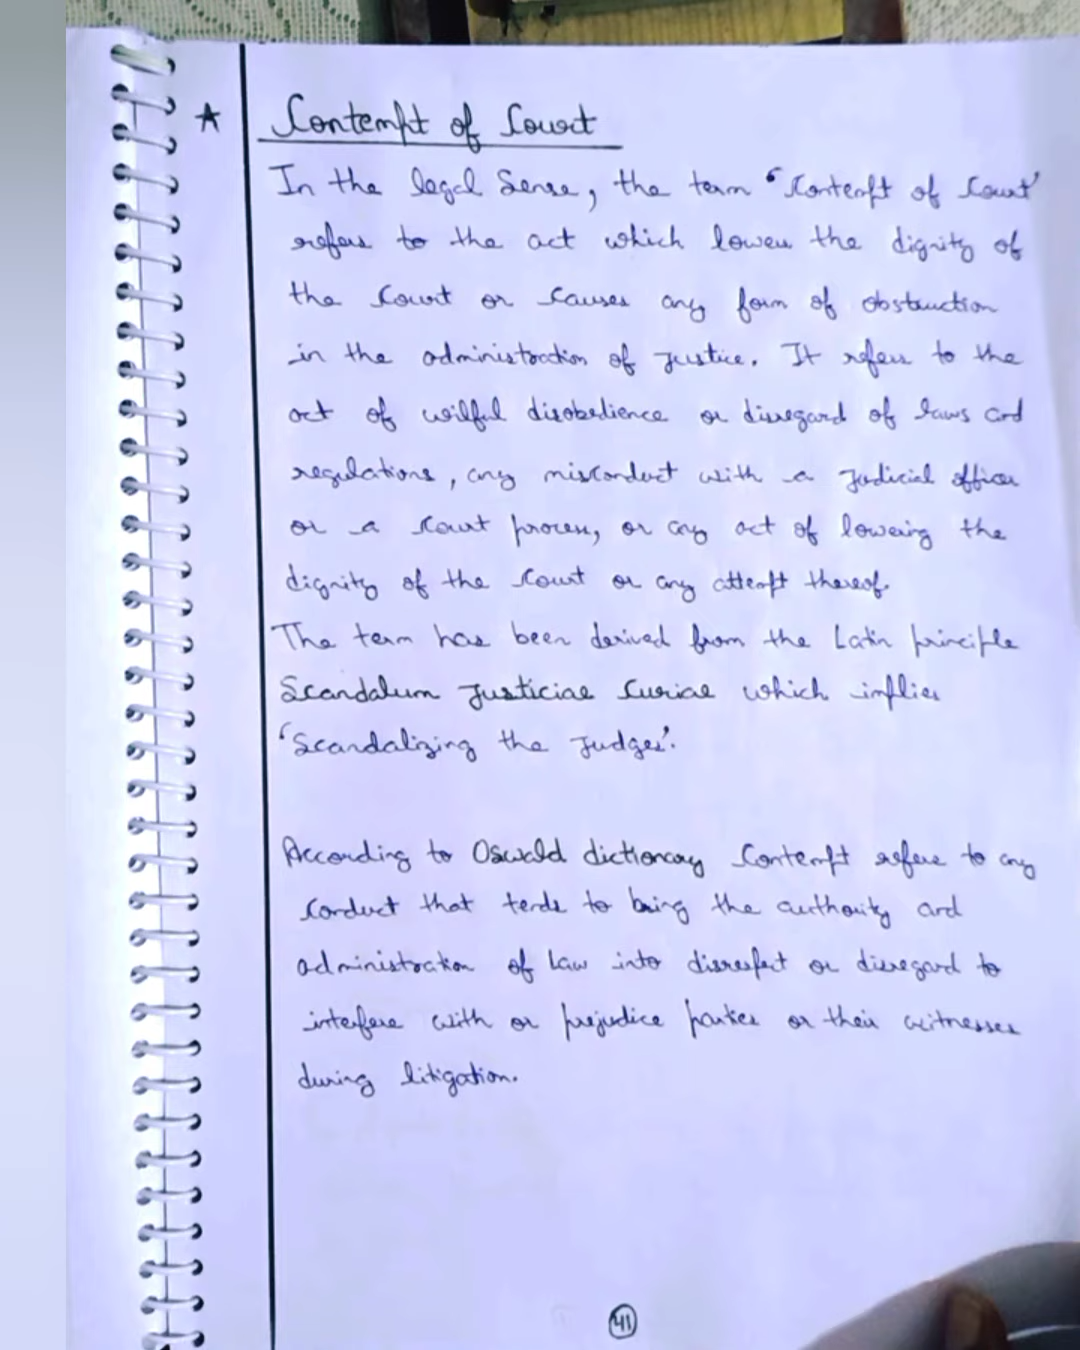 ★ Contempt of Court
In the legal Sense, the term 'Contempt of Court'
refers to the act which lowers the dignity of
the Court or causes any form of obstruction
in the administration of Justice. It refers to the
act of wilful disobedience or disregard of laws and
regulations, any misconduct with a Judicial officer
or a Court process, or any act of lowering the
dignity of the Court or any attempt thereof.
The term has been derived from the Latin principle
Scandalum Justiciae Curiae which implies
'Scandalizing the Judges'.
According to Oswald dictionary Contempt refers to any
Conduct that tends to bring the authority and
administration of law into disrespect or disregard to
interfere with or prejudice parties or their witnesses
during litigation.
41